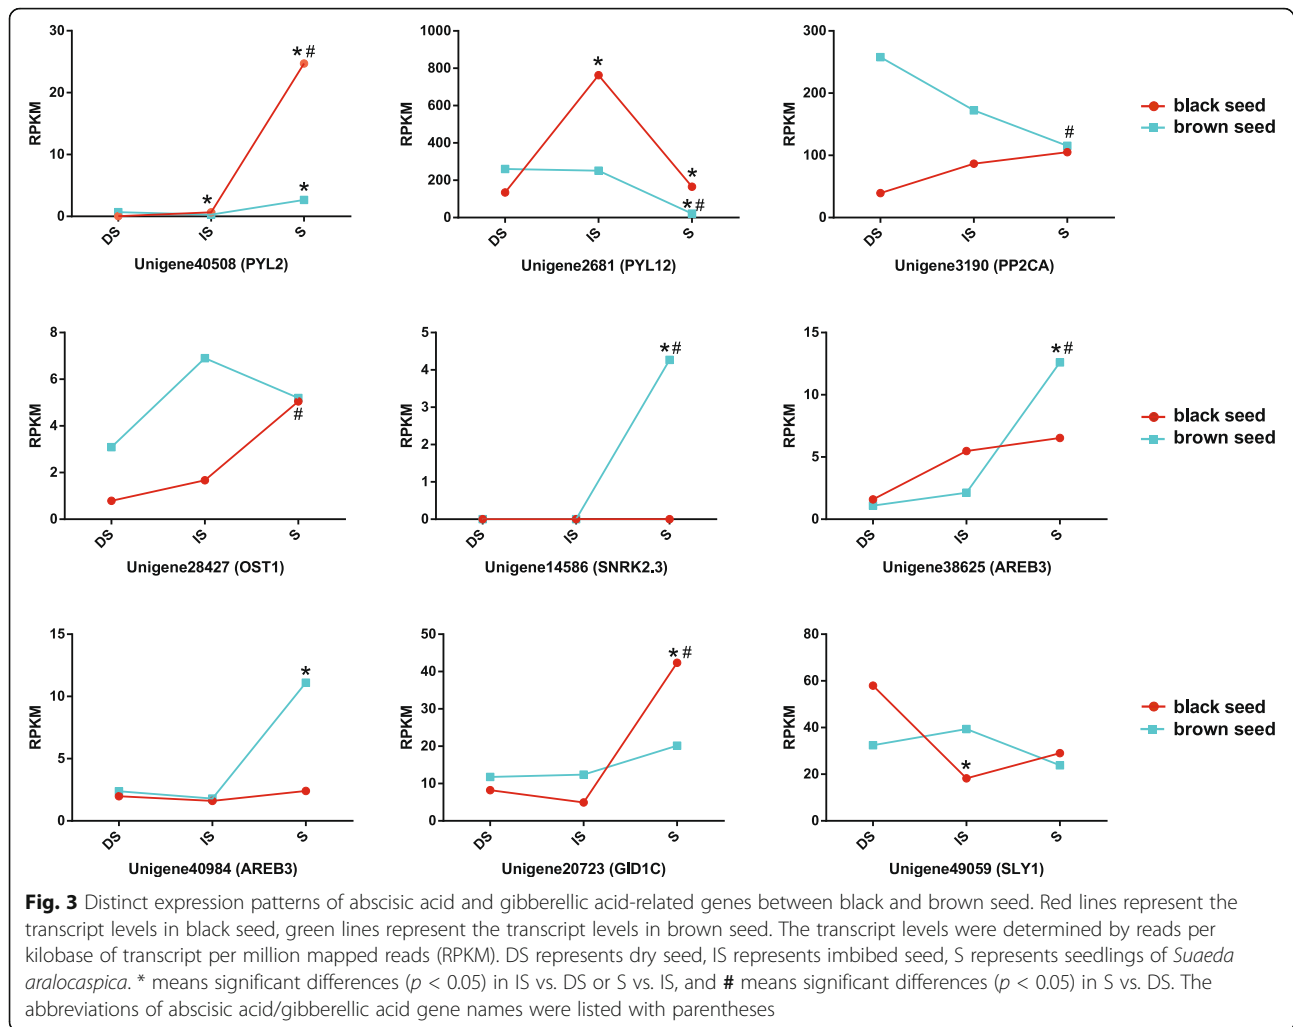 30
20
10
0
RPKM
* #
*
*
DS
IS
S
Unigene40508 (PYL2)
1000
800
600
400
200
0
RPKM
*
*
*#
DS
IS
S
Unigene2681 (PYL12)
300
200
100
0
RPKM
#
DS
IS
S
Unigene3190 (PP2CA)
black seed
brown seed
8
6
4
2
0
RPKM
#
DS
IS
S
Unigene28427 (OST1)
5
4
3
2
1
0
RPKM
*#
DS
IS
S
Unigene14586 (SNRK2.3)
15
10
5
0
RPKM
*#
DS
IS
S
Unigene38625 (AREB3)
black seed
brown seed
15
10
5
0
RPKM
*
DS
IS
S
Unigene40984 (AREB3)
50
40
30
20
10
0
RPKM
*#
DS
IS
S
Unigene20723 (GID1C)
80
60
40
20
0
RPKM
*
DS
IS
S
Unigene49059 (SLY1)
black seed
brown seed
Fig. 3 Distinct expression patterns of abscisic acid and gibberellic acid-related genes between black and brown seed. Red lines represent the
transcript levels in black seed, green lines represent the transcript levels in brown seed. The transcript levels were determined by reads per
kilobase of transcript per million mapped reads (RPKM). DS represents dry seed, IS represents imbibed seed, S represents seedlings of Suaeda
aralocaspica. * means significant differences (p < 0.05) in IS vs. DS or S vs. IS, and # means significant differences (p < 0.05) in S vs. DS. The
abbreviations of abscisic acid/gibberellic acid gene names were listed with parentheses